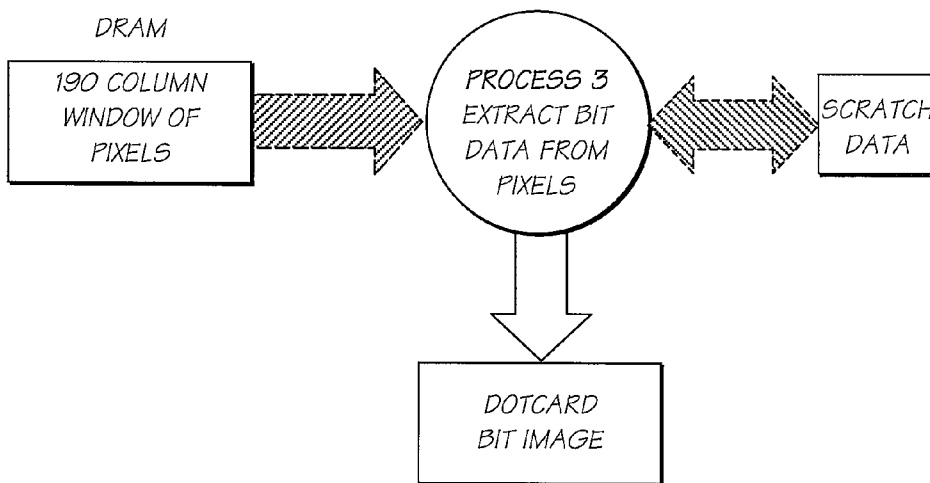 DRAM
190 COLUMN
WINDOW OF
PIXELS
PROCESS 3
EXTRACT BIT
DATA FROM
PIXELS
SCRATCH
DATA
DOTCARD
BIT IMAGE